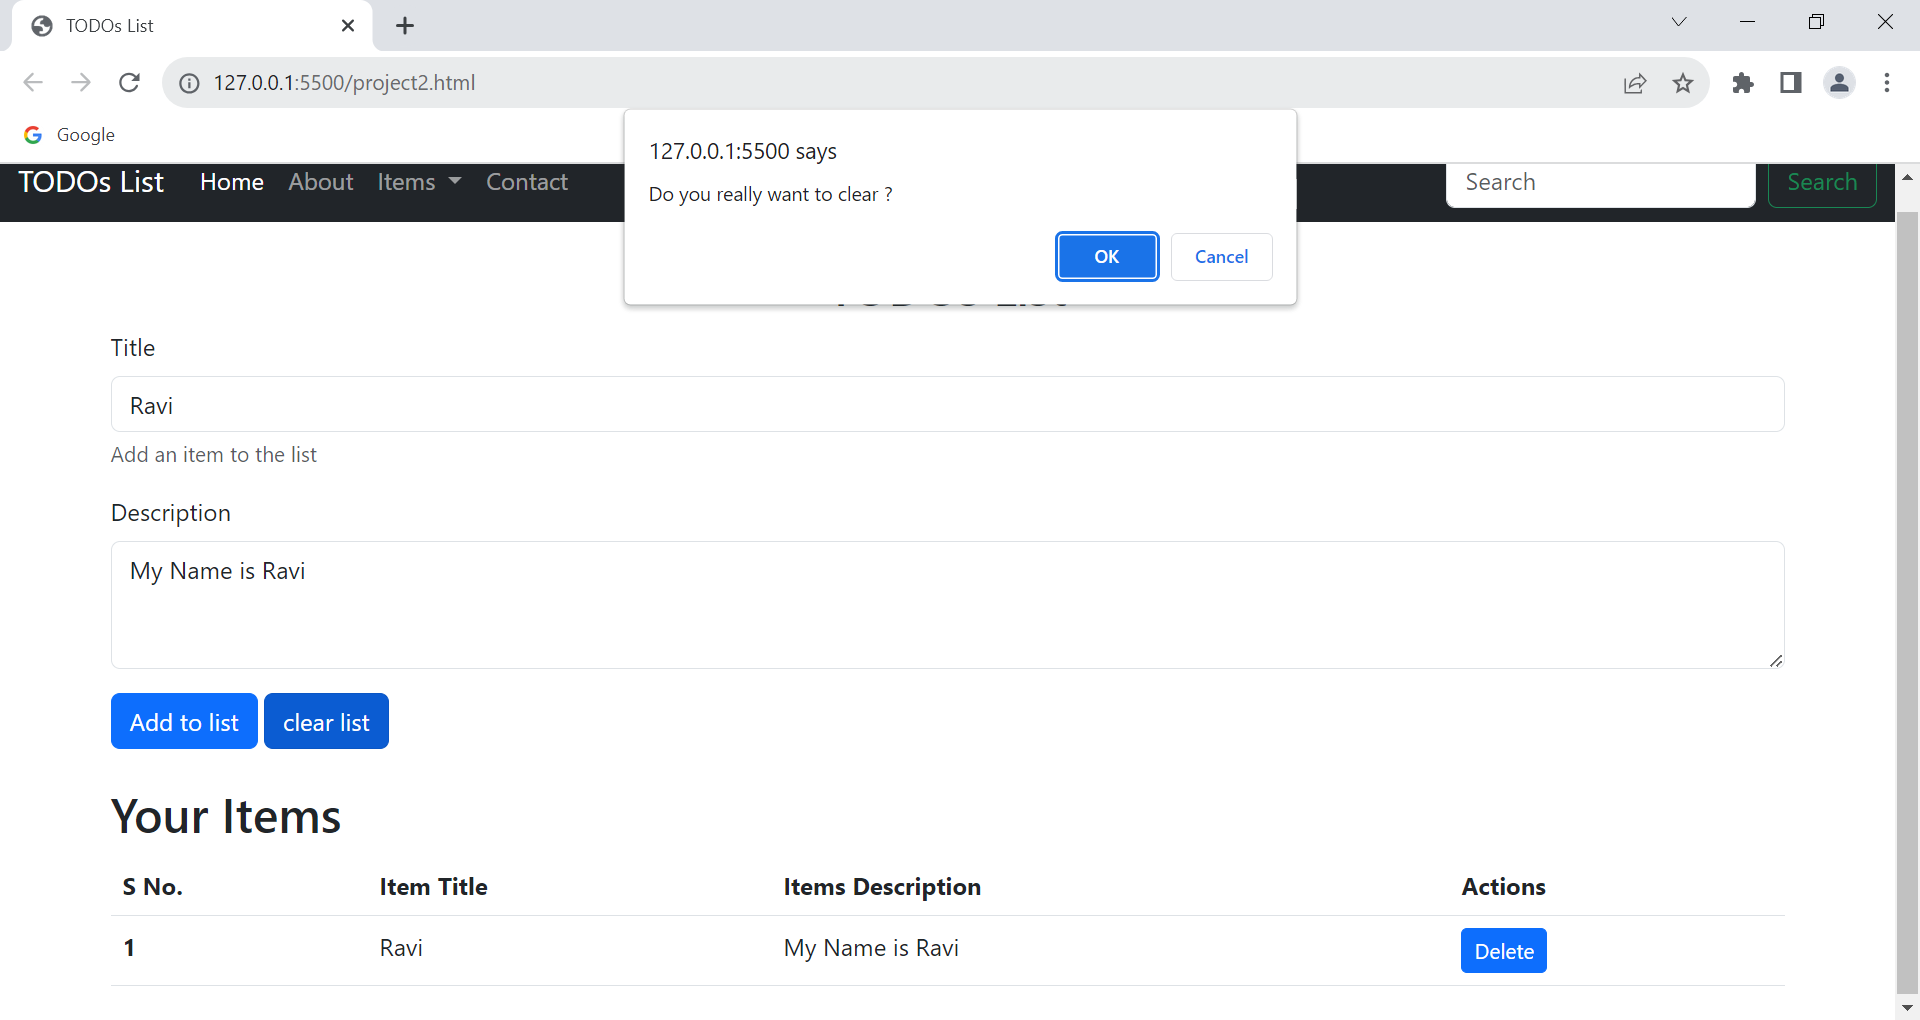 TODOs List
127.0.0.1:5500/project2.html
Google
127.0.0.1:5500 says
Do you really want to clear ?
OK Cancel
TODOs List Home About Items Contact Search Search
TODOs List
Title
Ravi
Add an item to the list
Description
My Name is Ravi
Add to list clear list
Your Items
S No. Item Title Items Description Actions
1 Ravi My Name is Ravi Delete